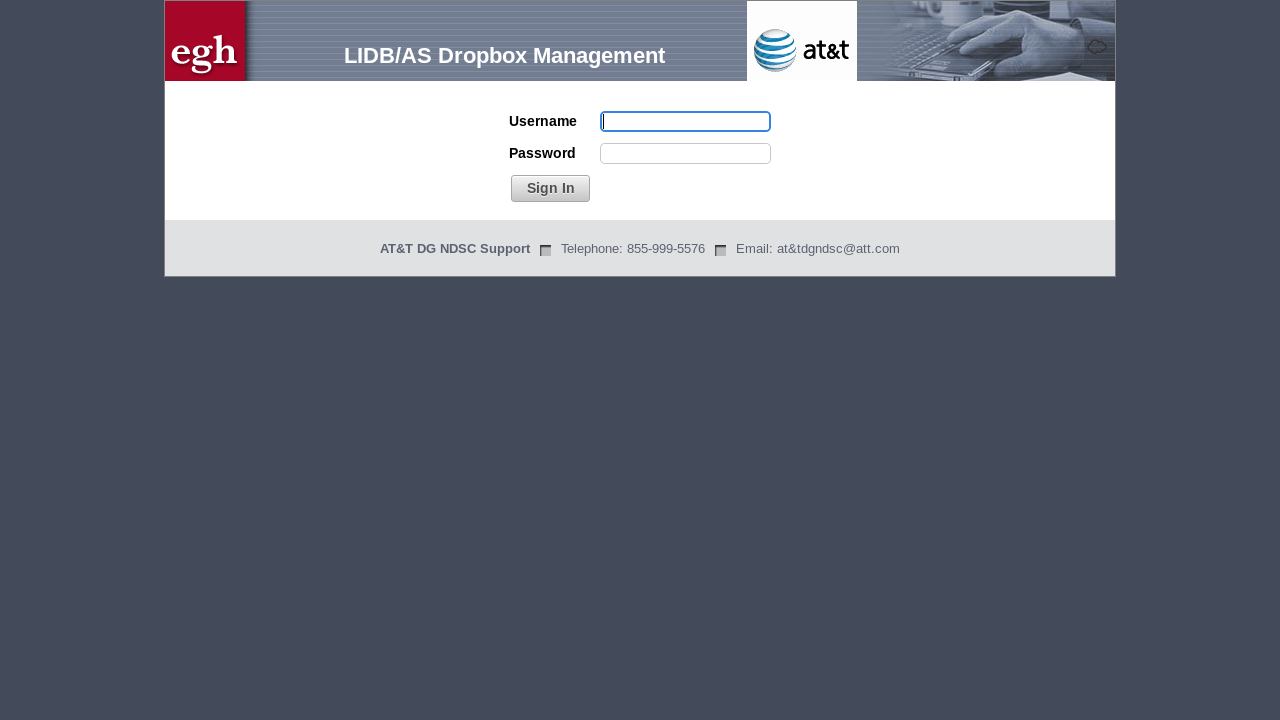 egh
LIDB/AS Dropbox Management
at&t
Username
Password
Sign In
AT&T DG NDSC Support Telephone: 855-999-5576 Email: at&tdgndsc@att.com